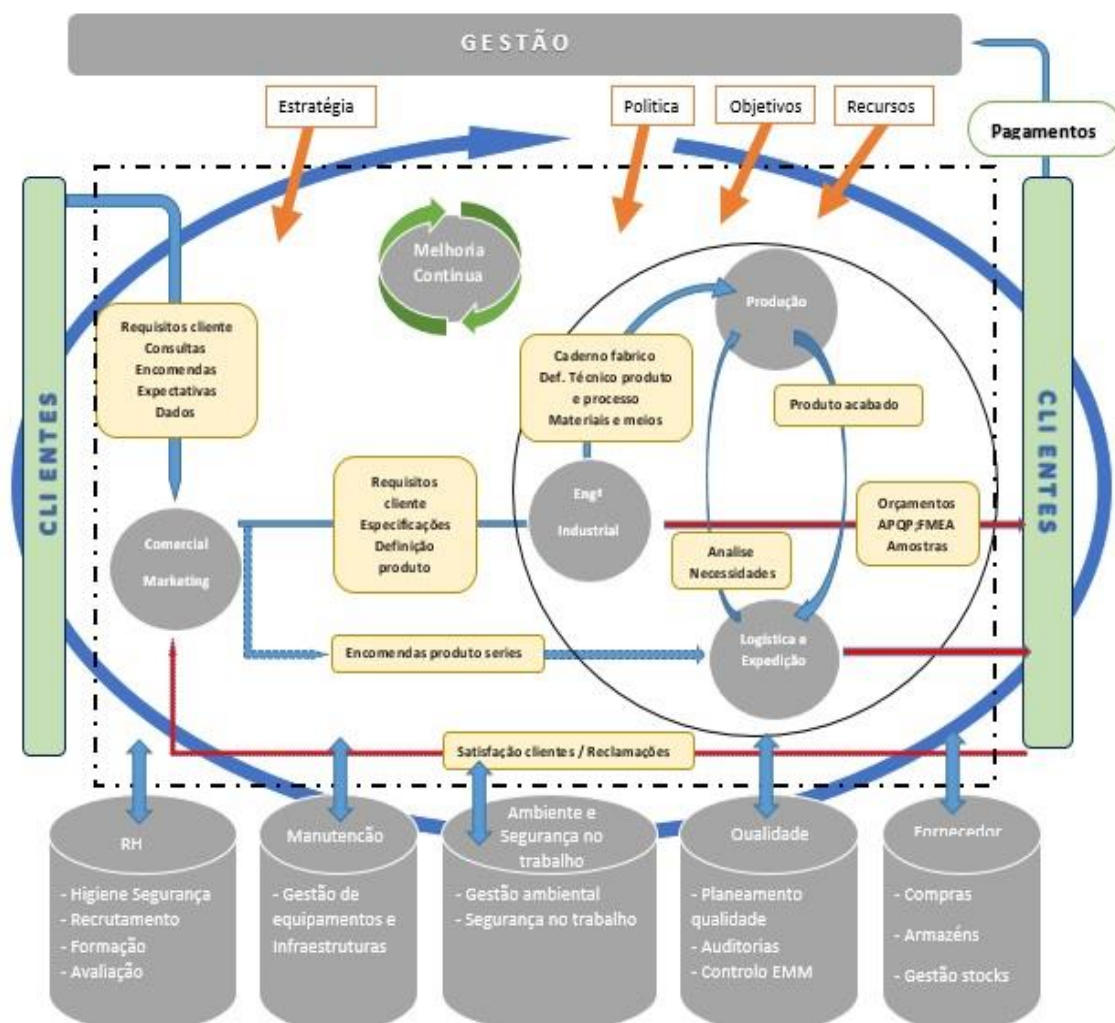 GESTÃO
Estratégia
Politica
Objetivos
Recursos
Pagamentos
CLIENTES
CLIENTES
Melhoria
Continua
Produção
Requisitos cliente
Consultas
Encomendas
Expectativas
Dados
Caderno fabrico
Def. Técnico produto
e processo
Materiais e meios
Produto acabado
Requisitos
cliente
Especificações
Definição
produto
Engª
Industrial
Orçamentos
APQP;FMEA
Amostras
Comercial
Marketing
Analise
Necessidades
Encomendas produto series
Logística e
Expedição
Satisfação clientes / Reclamações
RH
- Higiene Segurança
- Recrutamento
- Formação
- Avaliação
Manutencão
- Gestão de
equipamentos e
Infraestruturas
Ambiente e
Segurança no
trabalho
- Gestão ambiental
- Segurança no trabalho
Qualidade
- Planeamento
qualidade
- Auditorias
- Controlo EMM
Fornecedor
- Compras
- Armazéns
- Gestão stocks